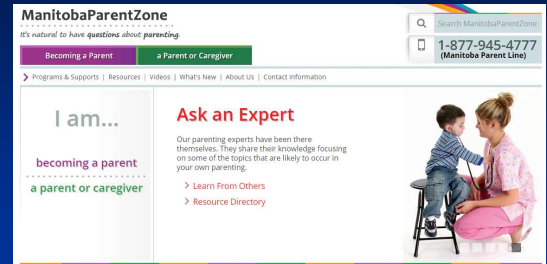 ManitobaParentZone
It's natural to have questions about parenting.
Search ManitobaParentZone
1-877-945-4777
(Manitoba Parent Line)
Becoming a Parent
a Parent or Caregiver
Programs & Supports | Resources | Videos | What's New | About Us | Contact Information
I am...
becoming a parent
a parent or caregiver
Ask an Expert
Our parenting experts have been there
themselves. They share their knowledge focusing
on some of the topics that are likely to occur in
your own parenting.
> Learn From Others
> Resource Directory